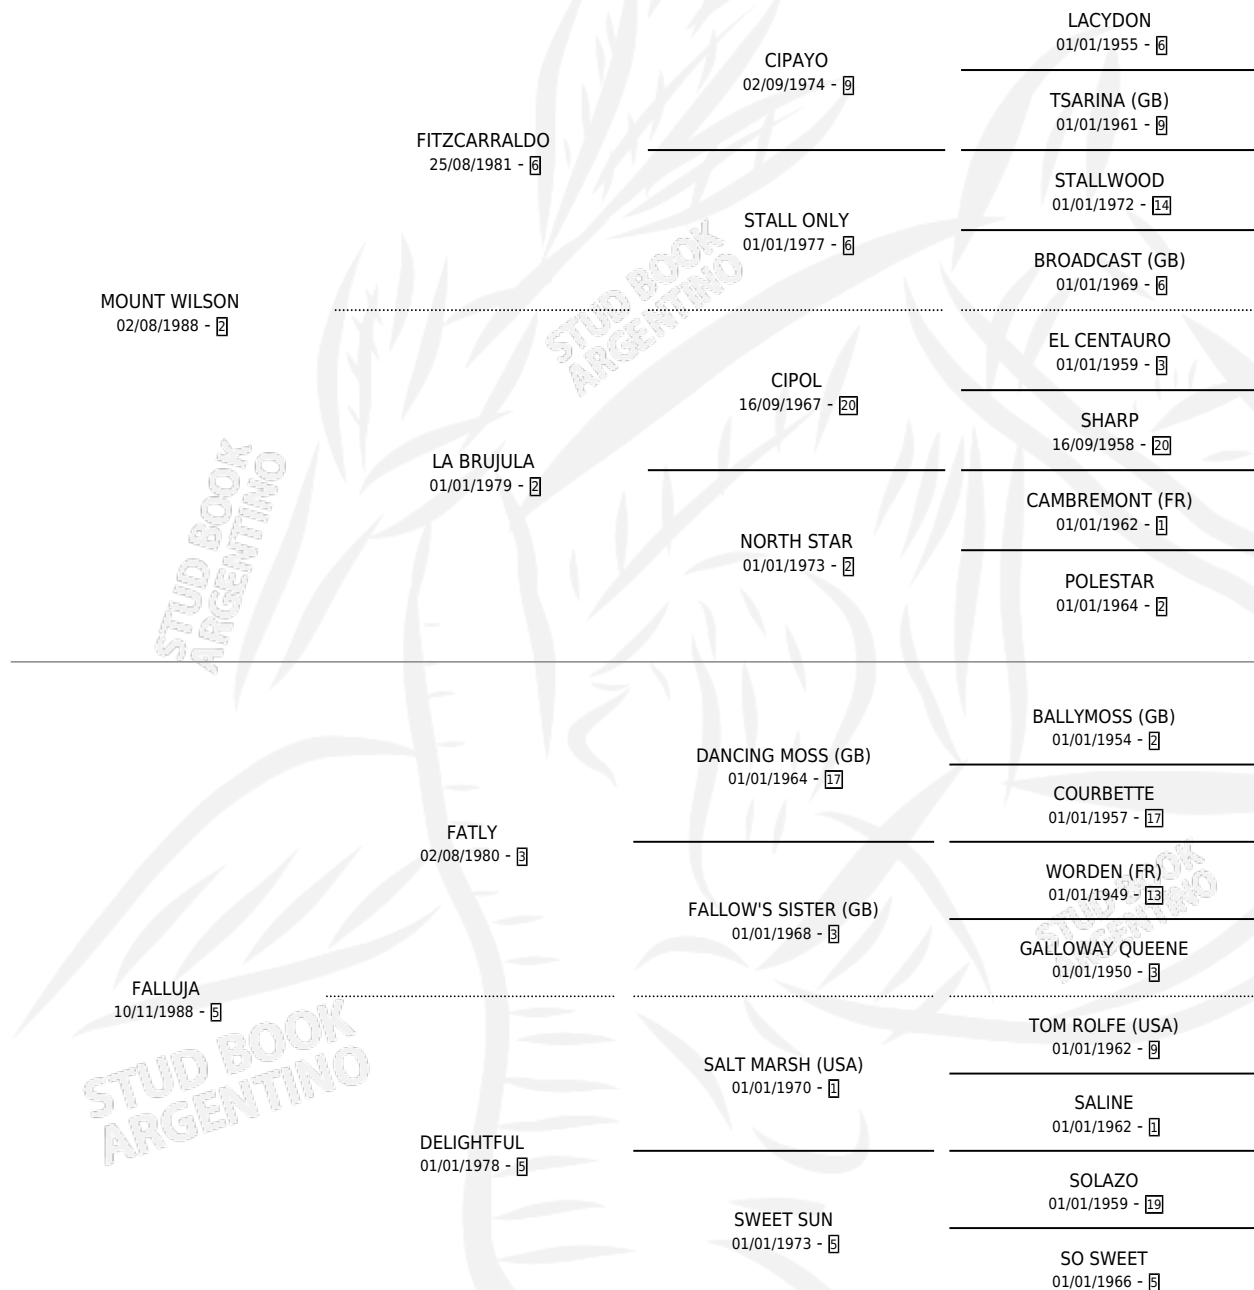 LACYDON
01/01/1955 - 6
CIPAYO
02/09/1974 - 9
TSARINA (GB)
01/01/1961 - 9
FITZCARRALDO
25/08/1981 - 6
STALLWOOD
01/01/1972 - 14
STALL ONLY
01/01/1977 - 6
BROADCAST (GB)
01/01/1969 - 6
MOUNT WILSON
02/08/1988 - 2
EL CENTAURO
01/01/1959 - 3
CIPOL
16/09/1967 - 20
SHARP
16/09/1958 - 20
LA BRUJULA
01/01/1979 - 2
CAMBREMONT (FR)
01/01/1962 - 1
NORTH STAR
01/01/1973 - 2
POLESTAR
01/01/1964 - 2
BALLYMOSS (GB)
01/01/1954 - 2
DANCING MOSS (GB)
01/01/1964 - 17
COURBETTE
01/01/1957 - 17
FATLY
02/08/1980 - 3
WORDEN (FR)
01/01/1949 - 13
FALLOW'S SISTER (GB)
01/01/1968 - 3
GALLOWAY QUEENE
01/01/1950 - 3
FALLUJA
10/11/1988 - 5
TOM ROLFE (USA)
01/01/1962 - 9
SALT MARSH (USA)
01/01/1970 - 1
SALINE
01/01/1962 - 1
DELIGHTFUL
01/01/1978 - 5
SOLAZO
01/01/1959 - 19
SWEET SUN
01/01/1973 - 5
SO SWEET
01/01/1966 - 5
STUD BOOK
ARGENTINO
STUD BOOK
ARGENTINO
STUD BOOK
ARGENTINO
STUD BOOK
ARGENTINO